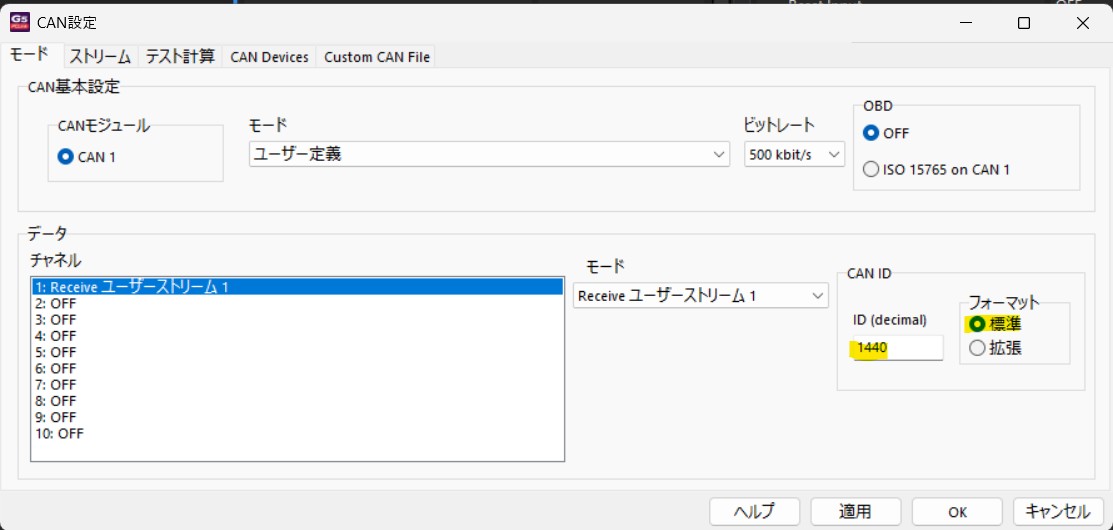 CAN設定
モード ストリーム テスト計算 CAN Devices Custom CAN File
CAN基本設定
CANモジュール
CAN 1
モード
ユーザー定義
ビットレート
500 kbit/s
OBD
OFF
ISO 15765 on CAN 1
データ
チャネル
1: Receive ユーザーストリーム 1
2: OFF
3: OFF
4: OFF
5: OFF
6: OFF
7: OFF
8: OFF
9: OFF
10: OFF
モード
Receive ユーザーストリーム 1
CAN ID
ID (decimal)
1440
フォーマット
標準
拡張
ヘルプ 適用 OK キャンセル